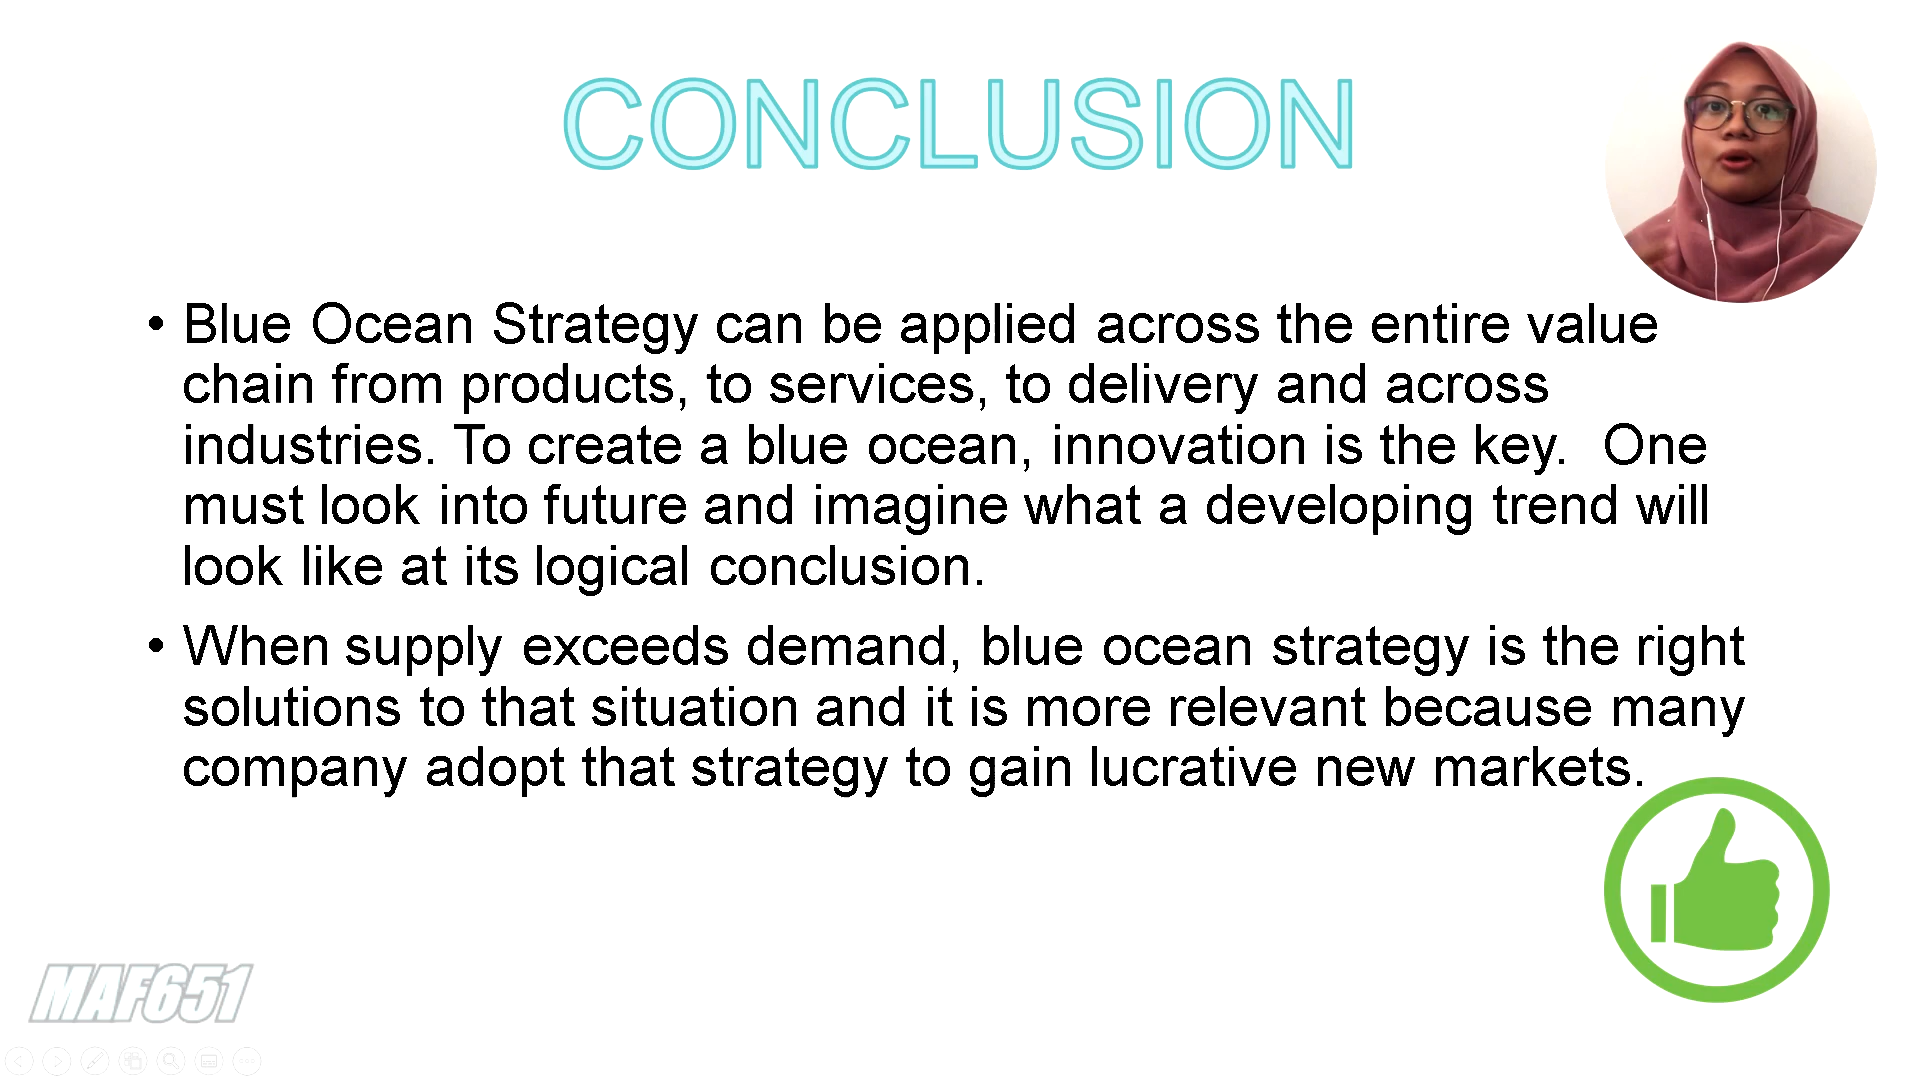 CONCLUSION
• Blue Ocean Strategy can be applied across the entire value
chain from products, to services, to delivery and across
industries. To create a blue ocean, innovation is the key.  One
must look into future and imagine what a developing trend will
look like at its logical conclusion.
• When supply exceeds demand, blue ocean strategy is the right
solutions to that situation and it is more relevant because many
company adopt that strategy to gain lucrative new markets.
MAF651